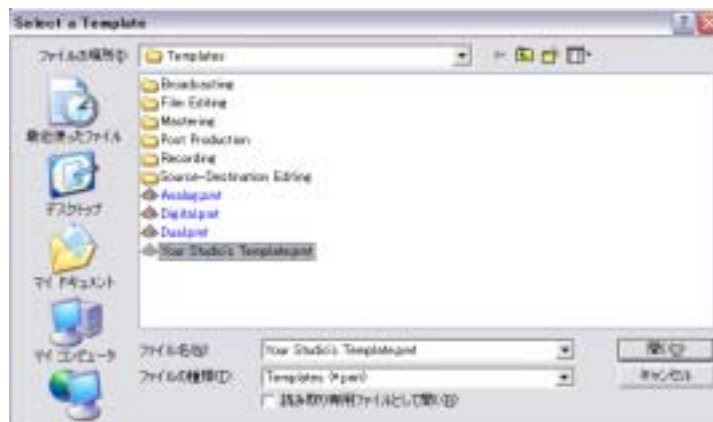 Select a Template
ファイルの場所(I):
Templates
Broadcasting
Film Editing
Mastering
Post Production
Recording
Source-Destination Editing
Analog.pmt
Digital.pmt
Dual.pmt
Your Studio's Template.pmt
最近使ったファイル
デスクトップ
マイ ドキュメント
マイ コンピュータ
ファイル名(N):
Your Studio's Template.pmt
開く(O)
ファイルの種類(T):
Templates
キャンセル
読み取り専用ファイルとして開く(R)